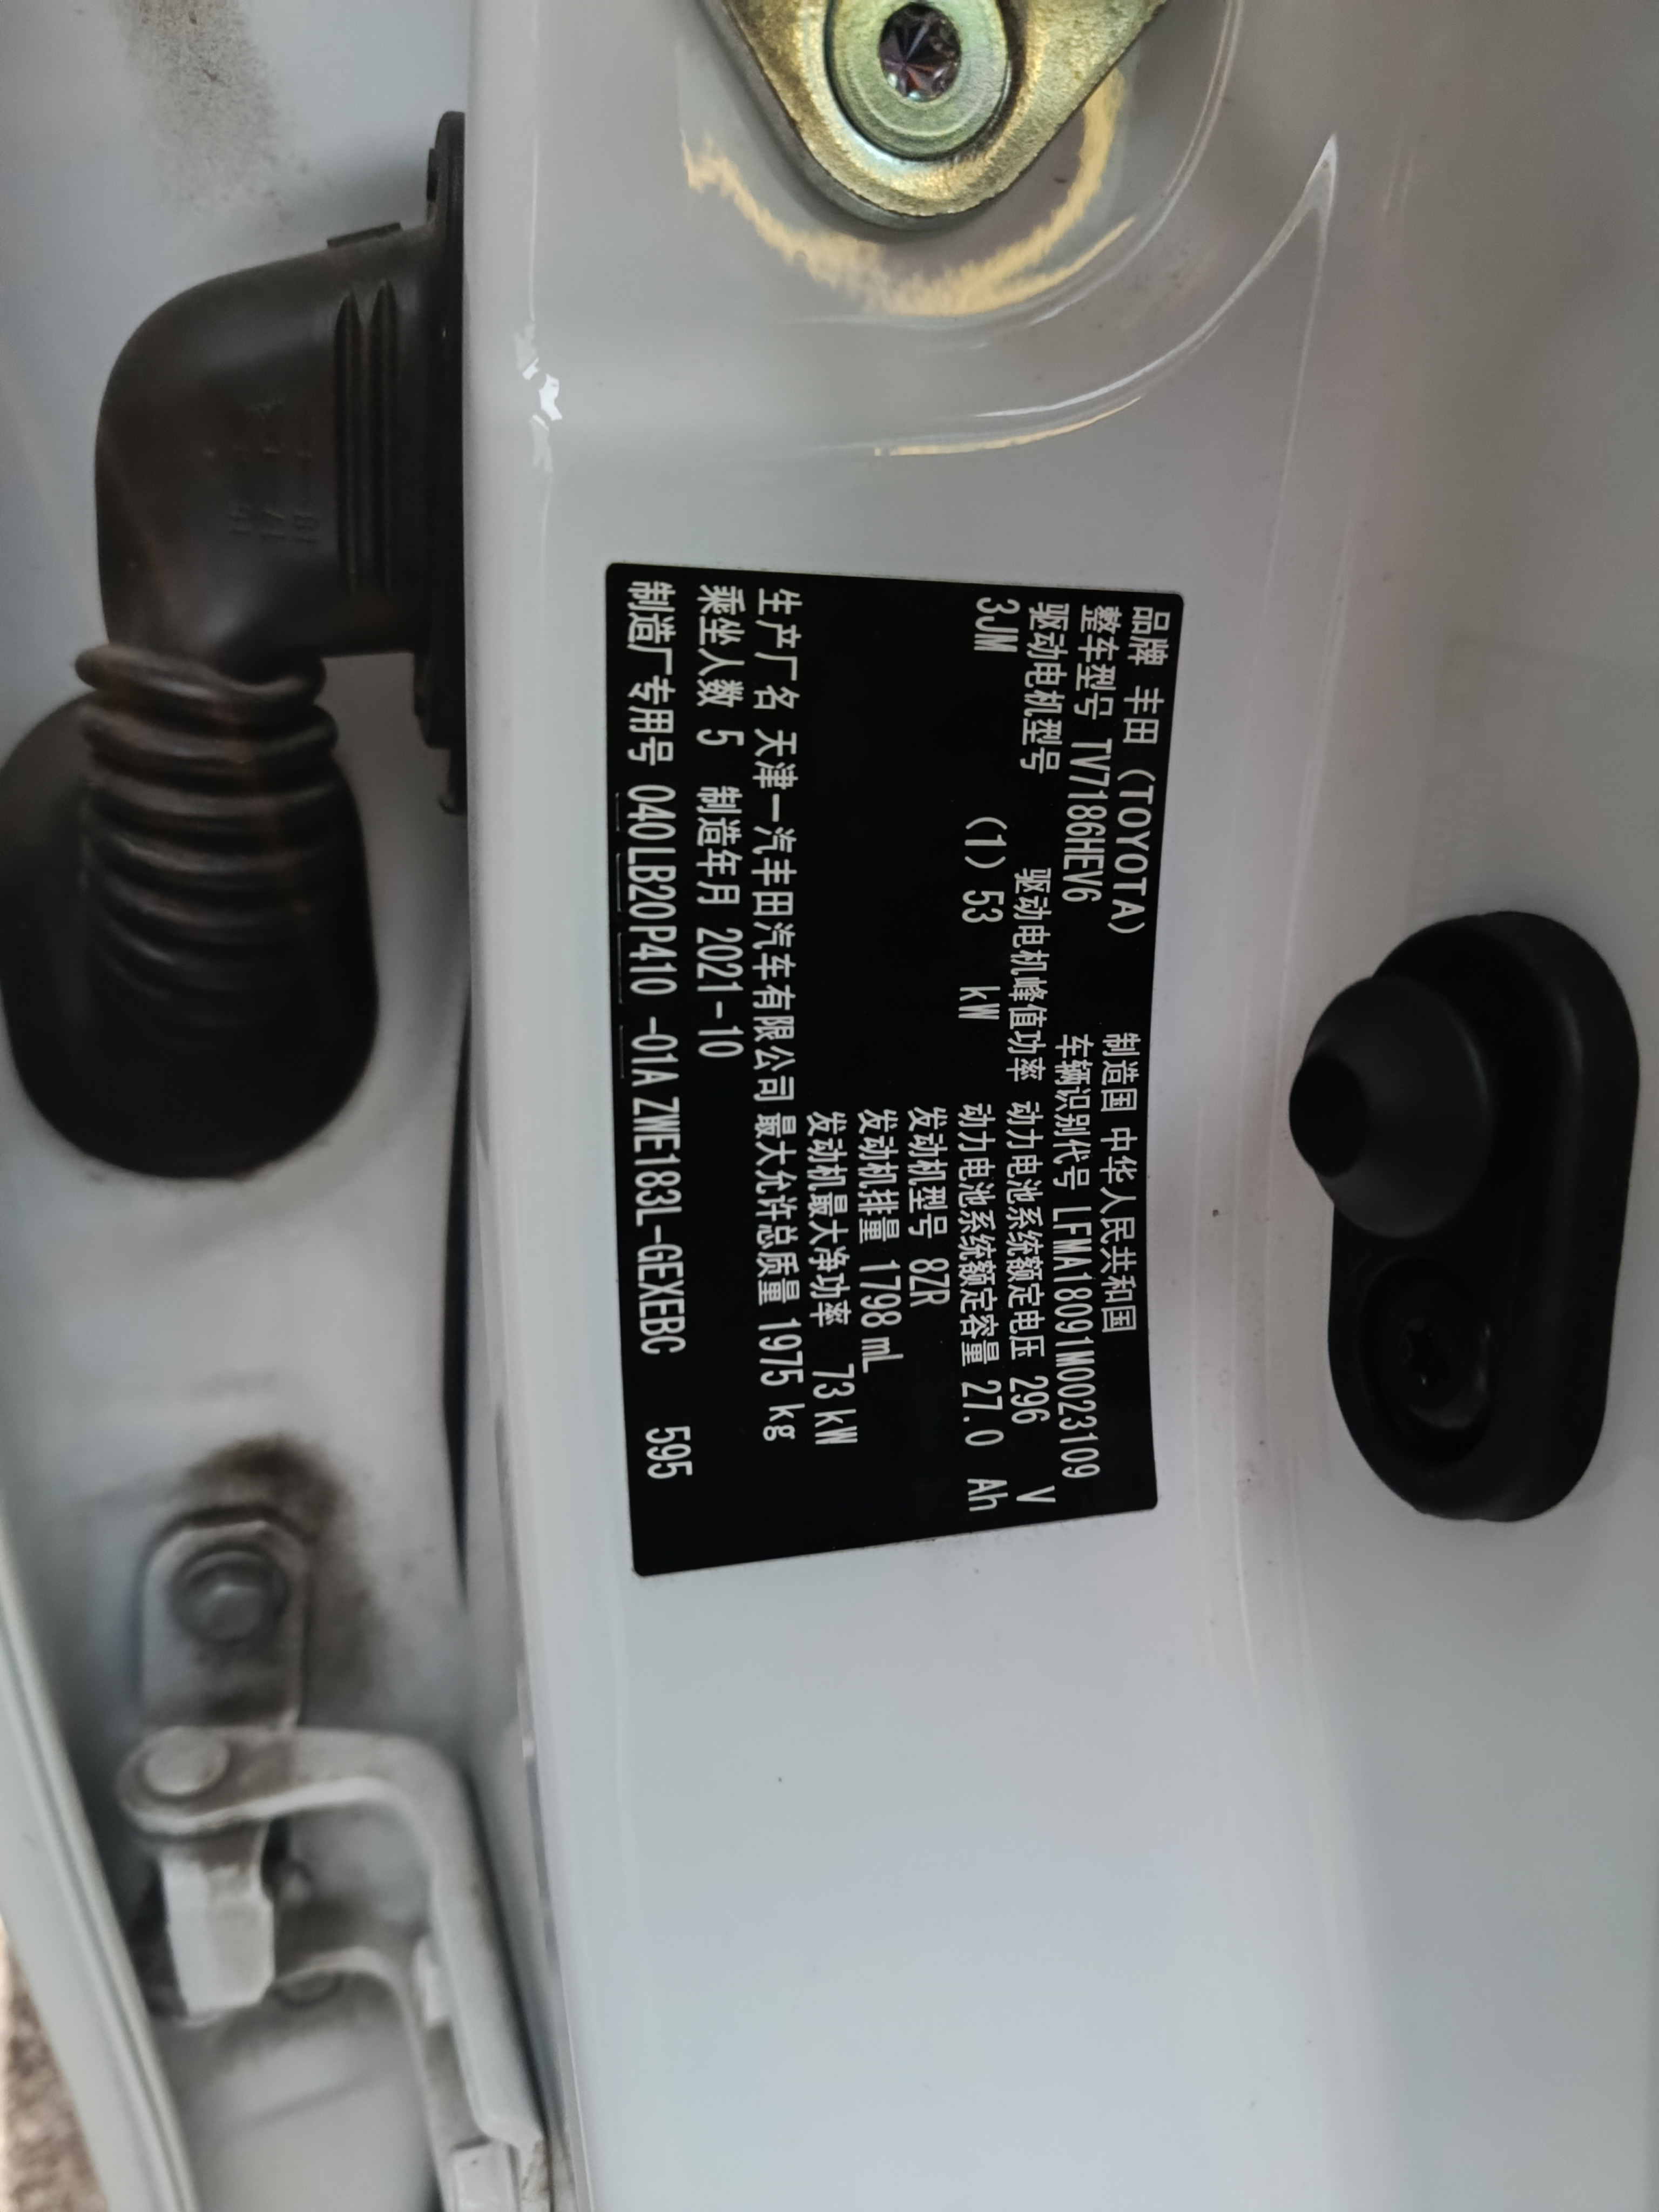 品牌 丰田 (TOYOTA) 制造国 中华人民共和国
整车型号 TV7186HEV6 车辆识别代号 LFMA18091M0023109
驱动电机型号 驱动电机峰值功率 动力电池系统额定电压 296 V
3JM (1) 53 kW 动力电池系统额定容量 27.0 Ah
发动机型号 8ZR
发动机排量 1798 mL
发动机最大净功率 73 kW
生产厂名 天津一汽丰田汽车有限公司 最大允许总质量 1975 kg
乘坐人数 5 制造年月 2021-10
制造厂专用号 040LB20P410 -01A ZWE183L-GEXEBC 595